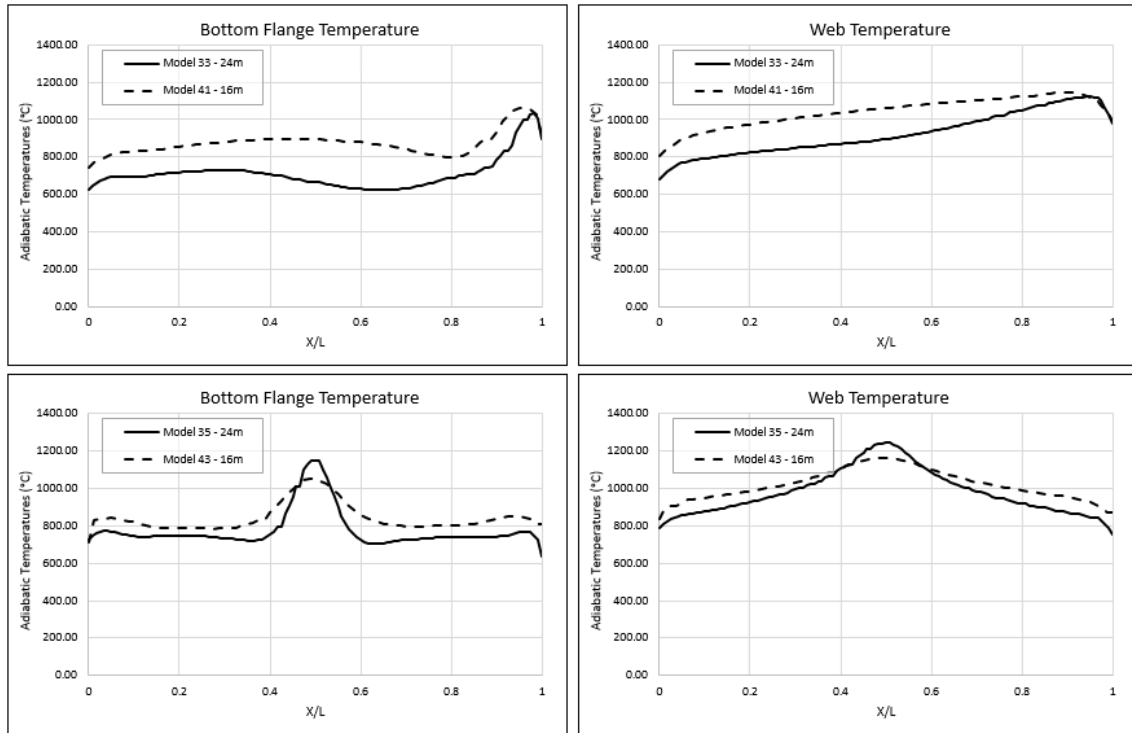 Bottom Flange Temperature
1400.00
1200.00
1000.00
800.00
600.00
400.00
200.00
0.00
Adiabatic Temperatures (°C)
Model 33 - 24m
Model 41 - 16m
0 0.2 0.4 0.6 0.8 1
X/L
Web Temperature
1400.00
1200.00
1000.00
800.00
600.00
400.00
200.00
0.00
Adiabatic Temperatures (°C)
Model 33 - 24m
Model 41 - 16m
0 0.2 0.4 0.6 0.8 1
X/L
Bottom Flange Temperature
1400.00
1200.00
1000.00
800.00
600.00
400.00
200.00
0.00
Adiabatic Temperatures (°C)
Model 35 - 24m
Model 43 - 16m
0 0.2 0.4 0.6 0.8 1
X/L
Web Temperature
1400.00
1200.00
1000.00
800.00
600.00
400.00
200.00
0.00
Adiabatic Temperatures (°C)
Model 35 - 24m
Model 43 - 16m
0 0.2 0.4 0.6 0.8 1
X/L